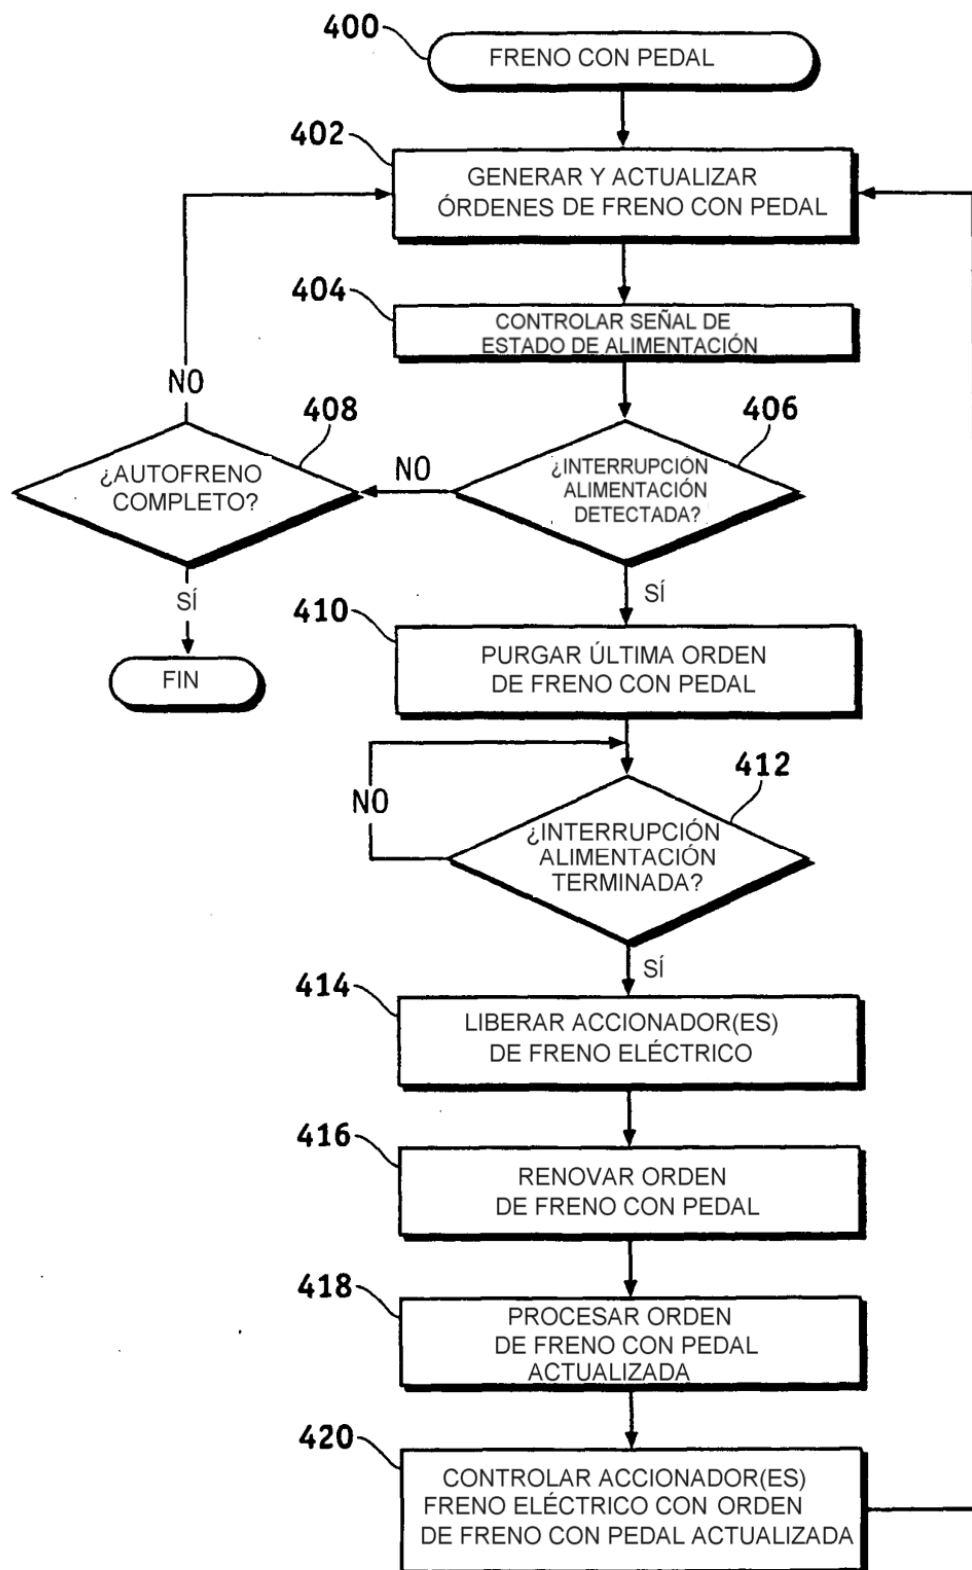 400
FRENO CON PEDAL
402
GENERAR Y ACTUALIZAR
ÓRDENES DE FRENO CON PEDAL
404
CONTROLAR SEÑAL DE
ESTADO DE ALIMENTACIÓN
NO
408
¿AUTOFRENO
COMPLETO?
NO
406
¿INTERRUPCIÓN
ALIMENTACIÓN
DETECTADA?
SÍ
FIN
SÍ
410
PURGAR ÚLTIMA ORDEN
DE FRENO CON PEDAL
NO
412
¿INTERRUPCIÓN
ALIMENTACIÓN
TERMINADA?
SÍ
414
LIBERAR ACCIONADOR(ES)
DE FRENO ELÉCTRICO
416
RENOVAR ORDEN
DE FRENO CON PEDAL
418
PROCESAR ORDEN
DE FRENO CON PEDAL
ACTUALIZADA
420
CONTROLAR ACCIONADOR(ES)
FRENO ELÉCTRICO CON ORDEN
DE FRENO CON PEDAL ACTUALIZADA